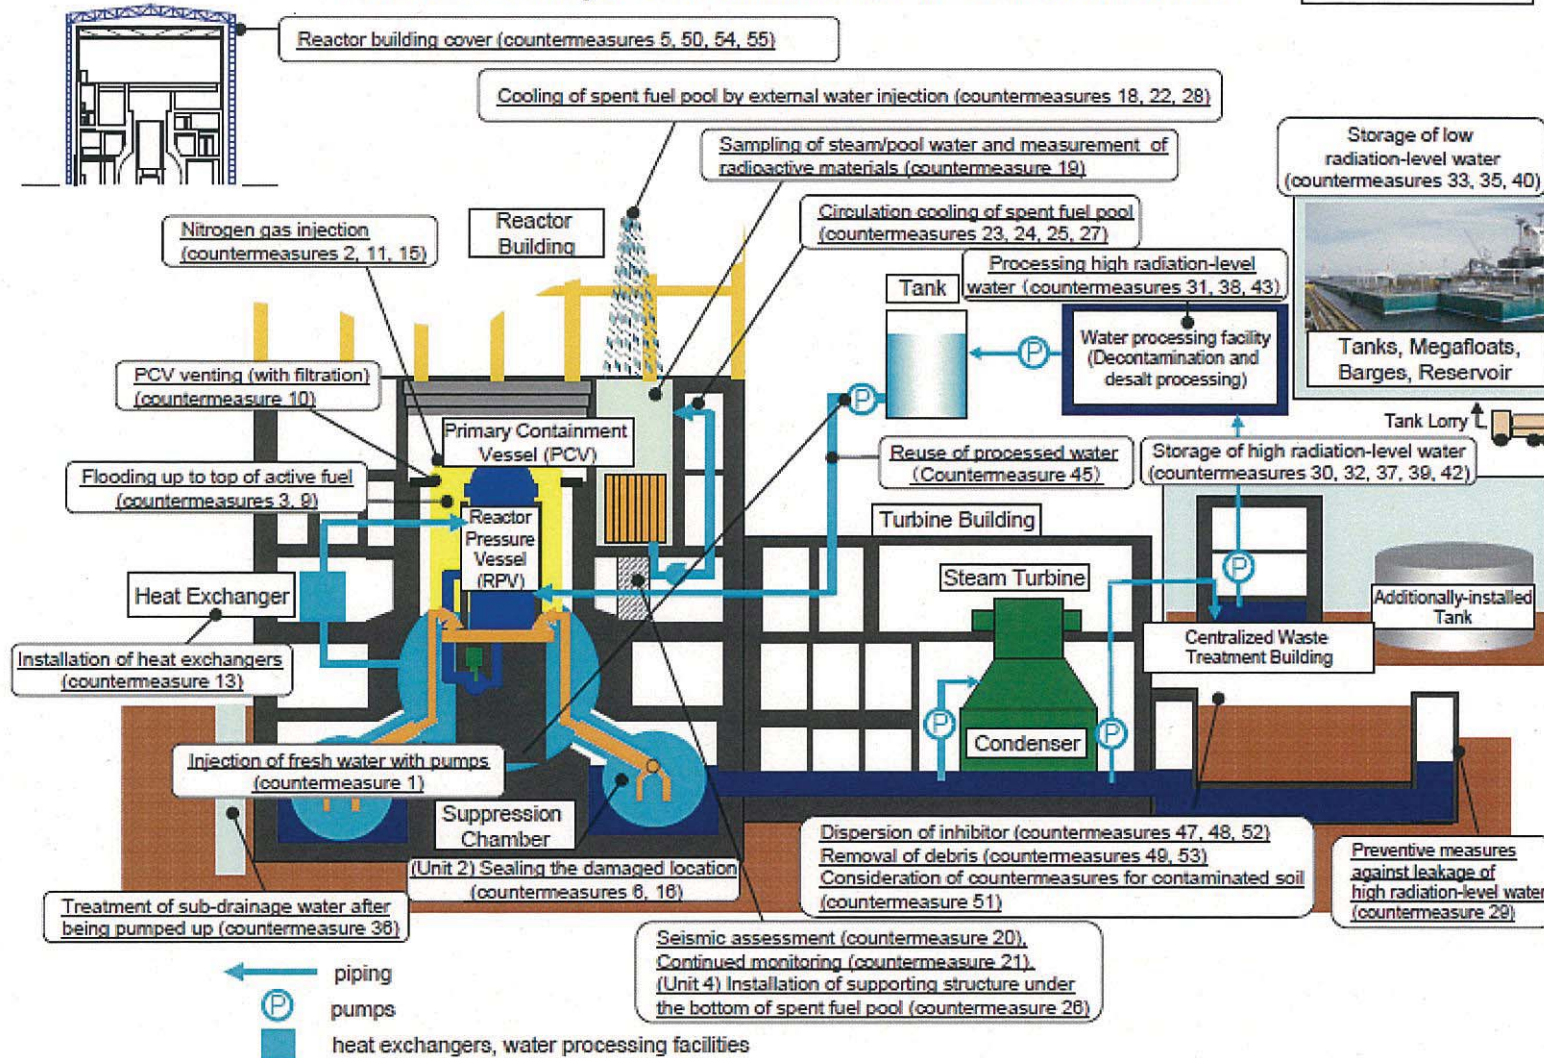 Reactor building cover (countermeasures 5, 50, 54, 55)
Cooling of spent fuel pool by external water injection (countermeasures 18, 22, 28)
Sampling of steam/pool water and measurement of
radioactive materials (countermeasure 19)
Storage of low
radiation-level water
(countermeasures 33, 35, 40)
Nitrogen gas injection
(countermeasures 2, 11, 15)
Reactor
Building
Circulation cooling of spent fuel pool
(countermeasures 23, 24, 25, 27)
Processing high radiation-level
water (countermeasures 31, 38, 43)
Tank
P
P
Water processing facility
(Decontamination and
desalt processing)
Tanks, Megafloats,
Barges, Reservoir
Tank Lorry
PCV venting (with filtration)
(countermeasure 10)
Primary Containment
Vessel (PCV)
Flooding up to top of active fuel
(countermeasures 3, 9)
Reuse of processed water
(Countermeasure 45)
Storage of high radiation-level water
(countermeasures 30, 32, 37, 39, 42)
Reactor
Pressure
Vessel
(RPV)
Turbine Building
Heat Exchanger
Steam Turbine
P
Additionally-installed
Tank
Installation of heat exchangers
(countermeasure 13)
Centralized Waste
Treatment Building
P
Condenser
P
Injection of fresh water with pumps
(countermeasure 1)
Suppression
Chamber
(Unit 2) Sealing the damaged location
(countermeasures 6, 16)
Dispersion of inhibitor (countermeasures 47, 48, 52)
Removal of debris (countermeasures 49, 53)
Consideration of countermeasures for contaminated soil
(countermeasure 51)
Preventive measures
against leakage of
high radiation-level water
(countermeasure 29)
Treatment of sub-drainage water after
being pumped up (countermeasure 36)
Seismic assessment (countermeasure 20),
Continued monitoring (countermeasure 21),
(Unit 4) Installation of supporting structure under
the bottom of spent fuel pool (countermeasure 26)
piping
P
pumps
heat exchangers, water processing facilities